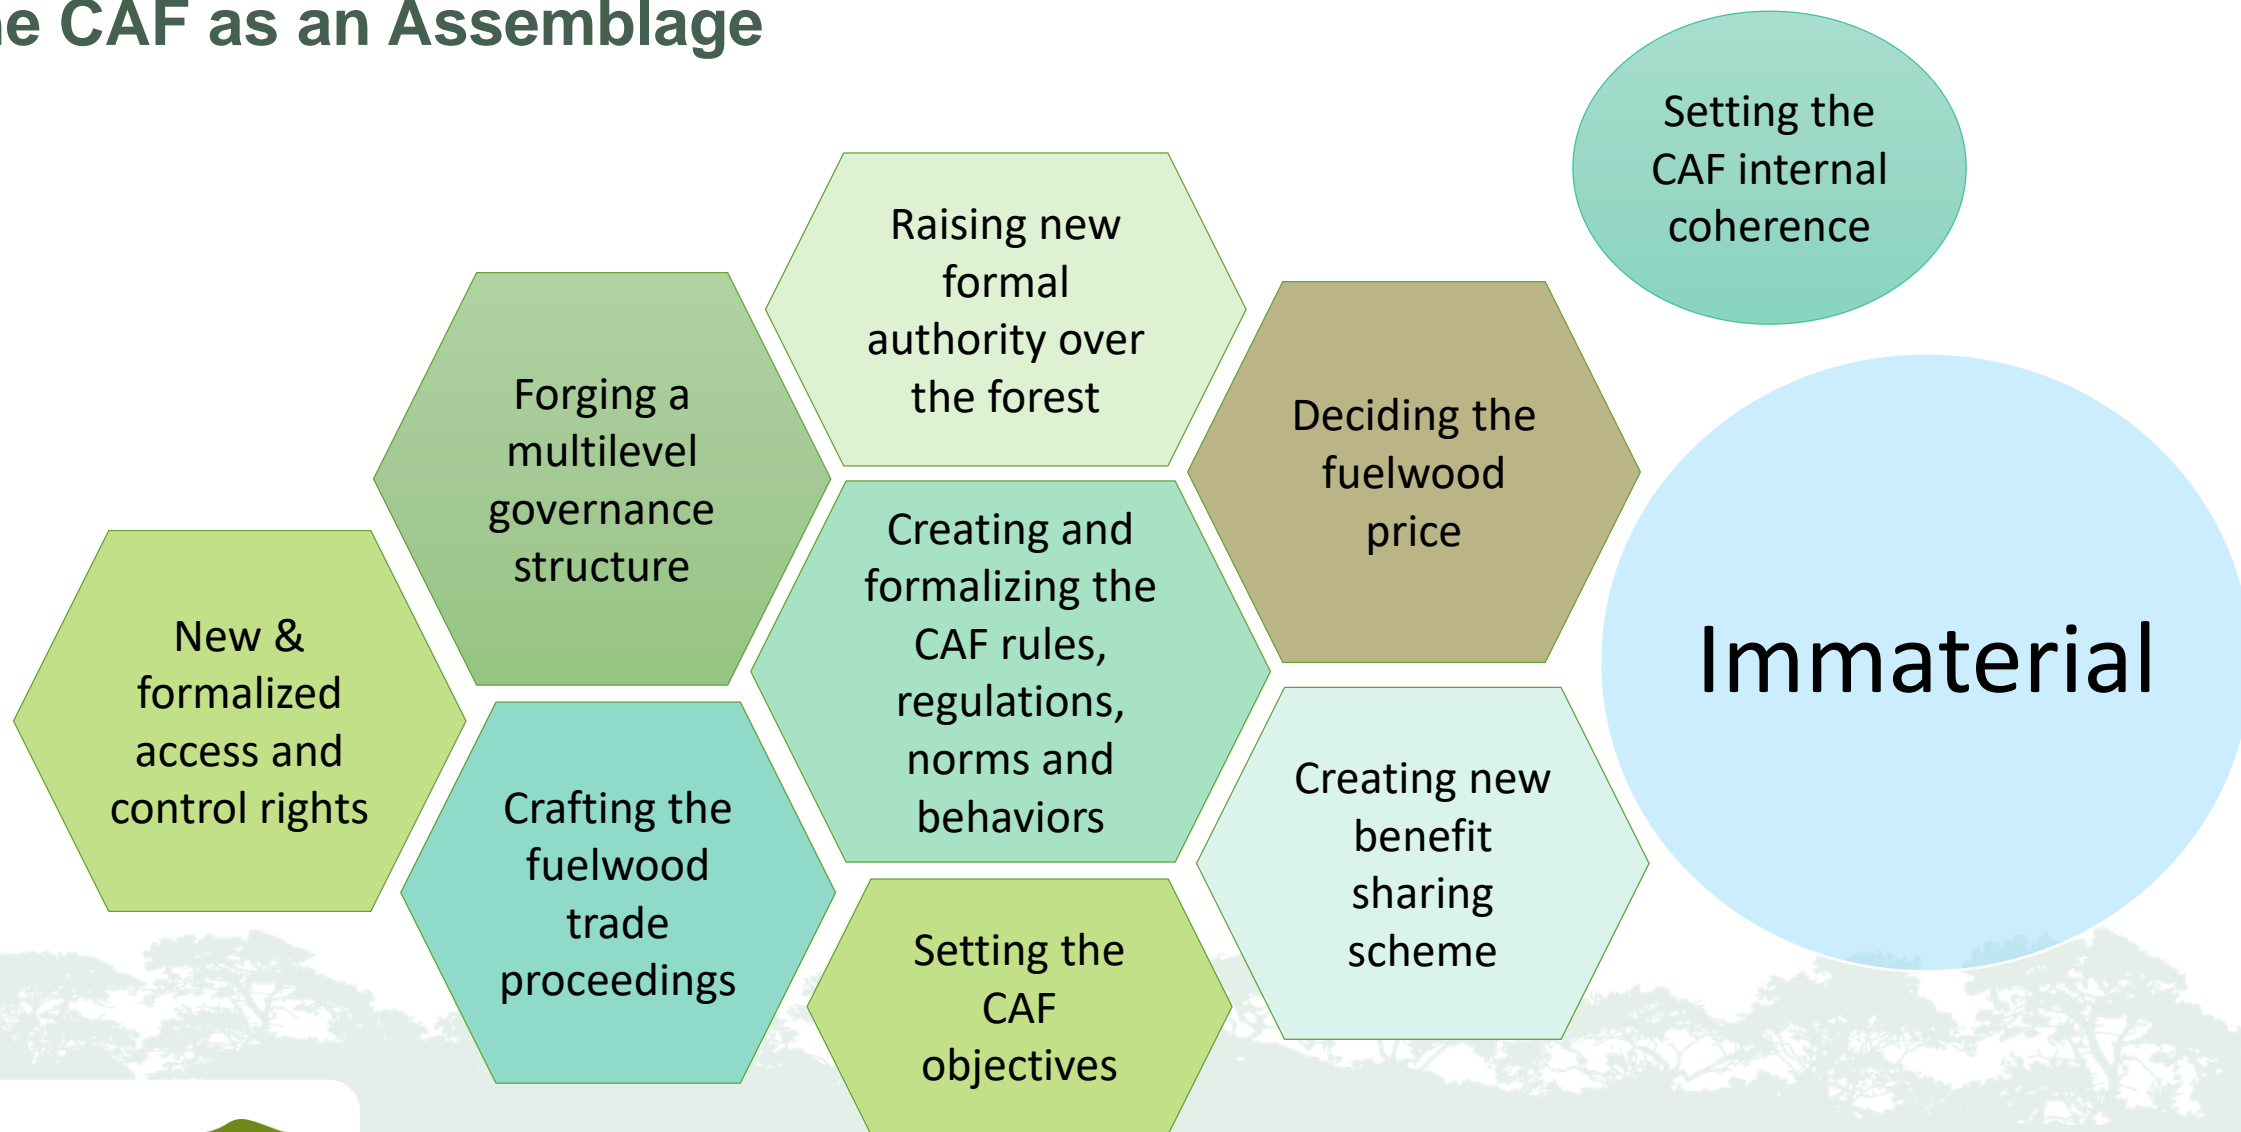 CAF as an Assemblage
Setting the
CAF internal
coherence
Raising new
formal
authority over
the forest
Forging a
multilevel
governance
structure
Deciding the
fuelwood
price
Creating and
formalizing the
CAF rules,
regulations,
norms and
behaviors
New &
formalized
access and
control rights
Immaterial
Crafting the
fuelwood
trade
proceedings
Creating new
benefit
sharing
scheme
Setting the
CAF
objectives